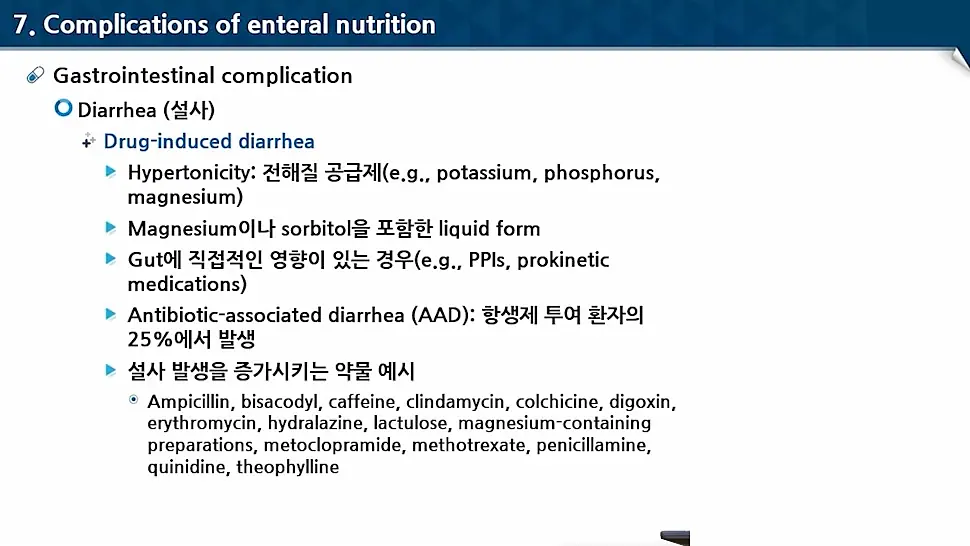 7. Complications of enteral nutrition
Gastrointestinal complication
Diarrhea (설사)
Drug-induced diarrhea
Hypertonicity: 전해질 공급제(e.g., potassium, phosphorus,
magnesium)
Magnesium이나 sorbitol을 포함한 liquid form
Gut에 직접적인 영향이 있는 경우(e.g., PPIs, prokinetic
medications)
Antibiotic-associated diarrhea (AAD): 항생제 투여 환자의
25%에서 발생
설사 발생을 증가시키는 약물 예시
Ampicillin, bisacodyl, caffeine, clindamycin, colchicine, digoxin,
erythromycin, hydralazine, lactulose, magnesium-containing
preparations, metoclopramide, methotrexate, penicillamine,
quinidine, theophylline